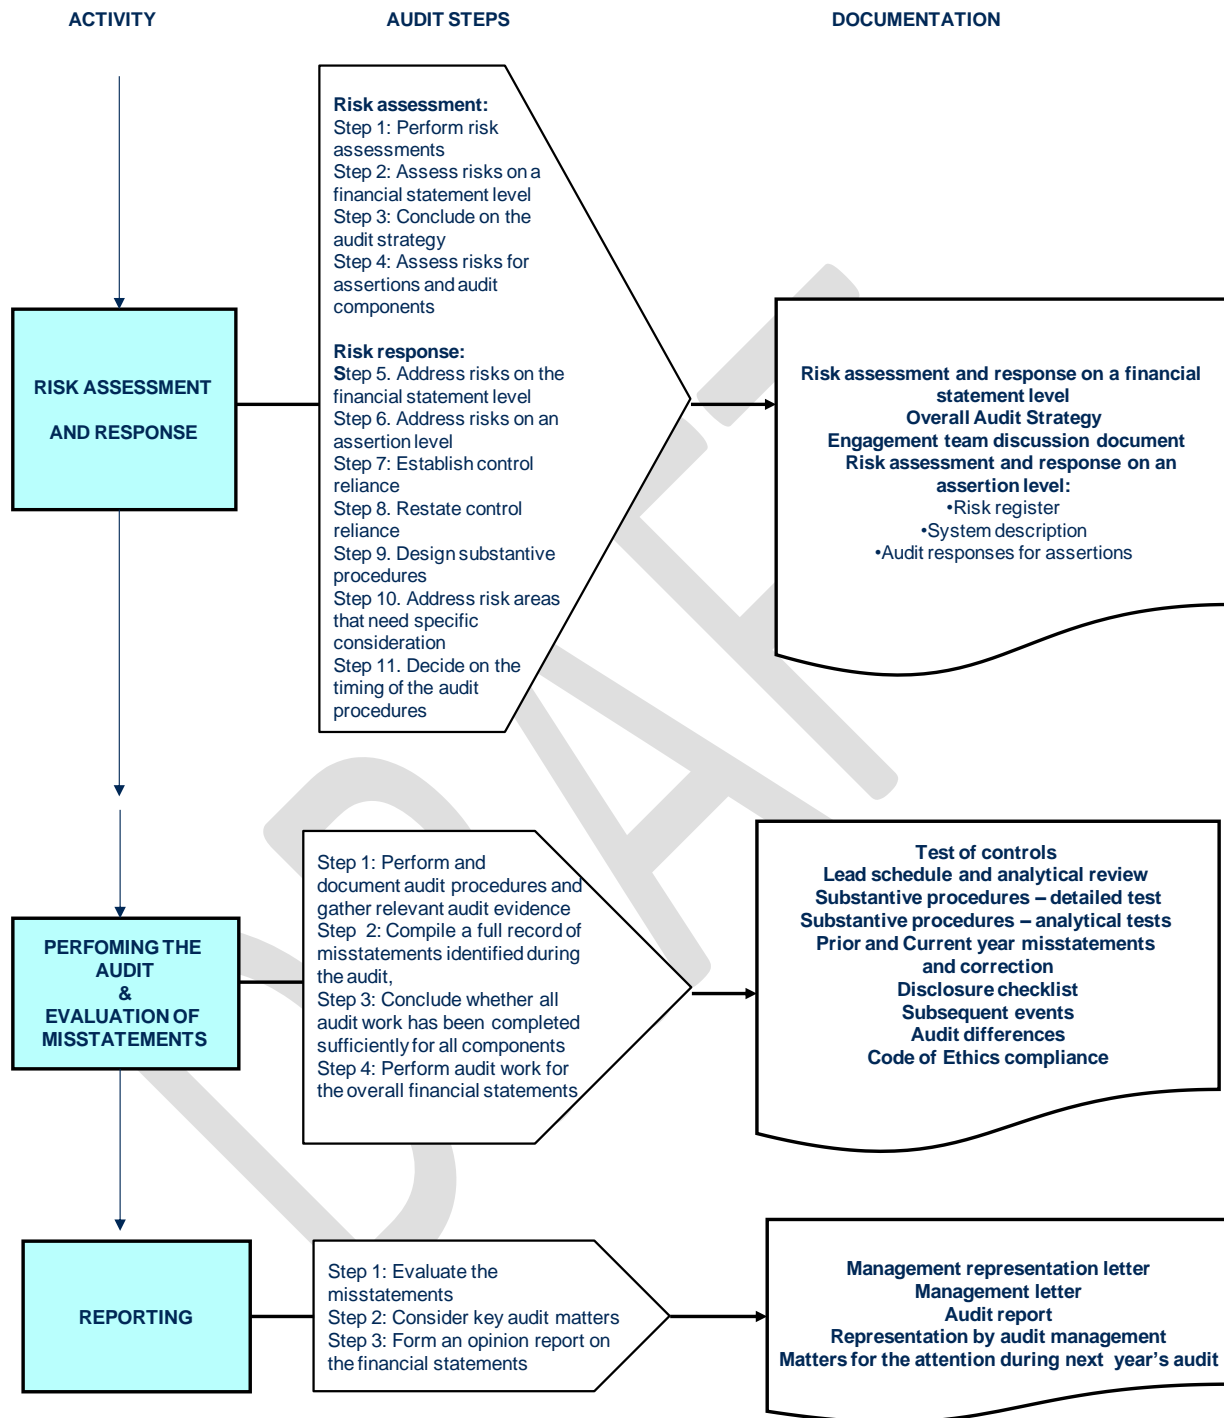 ACTIVITY
AUDIT STEPS
DOCUMENTATION
Risk assessment:
Step 1: Perform risk
assessments
Step 2: Assess risks on a
financial statement level
Step 3: Conclude on the
audit strategy
Step 4: Assess risks for
assertions and audit
components
Risk response:
Step 5. Address risks on the
financial statement level
Step 6. Address risks on an
assertion level
Step 7: Establish control
reliance
Step 8. Restate control
reliance
Step 9. Design substantive
procedures
Step 10. Address risk areas
that need specific
consideration
Step 11. Decide on the
timing of the audit
procedures
RISK ASSESSMENT
AND RESPONSE
Risk assessment and response on a financial
statement level
Overall Audit Strategy
Engagement team discussion document
Risk assessment and response on an
assertion level:
•Risk register
•System description
•Audit responses for assertions
PERFOMING THE
AUDIT
&
EVALUATION OF
MISSTATEMENTS
Step 1: Perform and
document audit procedures and
gather relevant audit evidence
Step 2: Compile a full record of
misstatements identified during
the audit,
Step 3: Conclude whether all
audit work has been completed
sufficiently for all components
Step 4: Perform audit work for
the overall financial statements
Test of controls
Lead schedule and analytical review
Substantive procedures – detailed test
Substantive procedures – analytical tests
Prior and Current year misstatements
and correction
Disclosure checklist
Subsequent events
Audit differences
Code of Ethics compliance
REPORTING
Step 1: Evaluate the
misstatements
Step 2: Consider key audit matters
Step 3: Form an opinion report on
the financial statements
Management representation letter
Management letter
Audit report
Representation by audit management
Matters for the attention during next year's audit
DRAFT